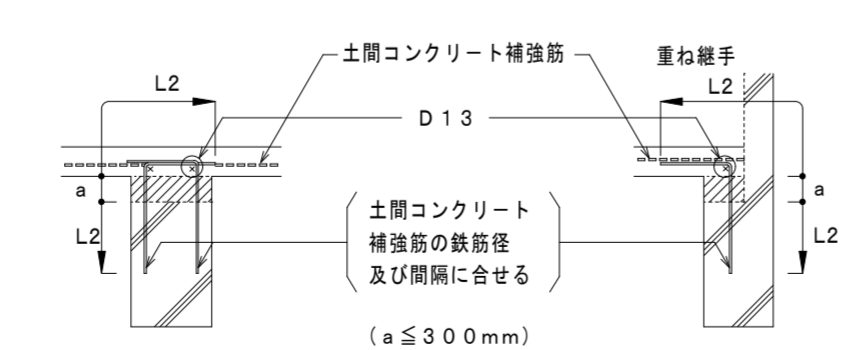 土間コンクリート補強筋
重ね継手
L2
L2
D13
a
a
L2
L2
土間コンクリート
補強筋の鉄筋径
及び間隔に合せる
(a≦300mm)